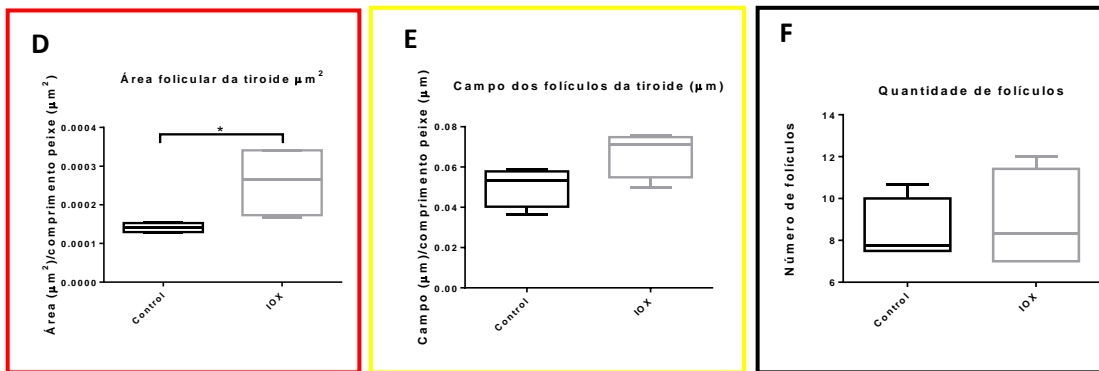 D
Área folicular da tiroide μm²
Área (μm²)/comprimento peixe (μm²)
0.0004
0.0003
0.0002
0.0001
0.0000
*
Control
IOX
E
Campo dos folículos da tiroide (μm)
Campo (μm)/comprimento peixe (μm)
0.08
0.06
0.04
0.02
0.00
Control
IOX
F
Quantidade de folículos
Número de folículos
14
12
10
8
6
Control
IOX